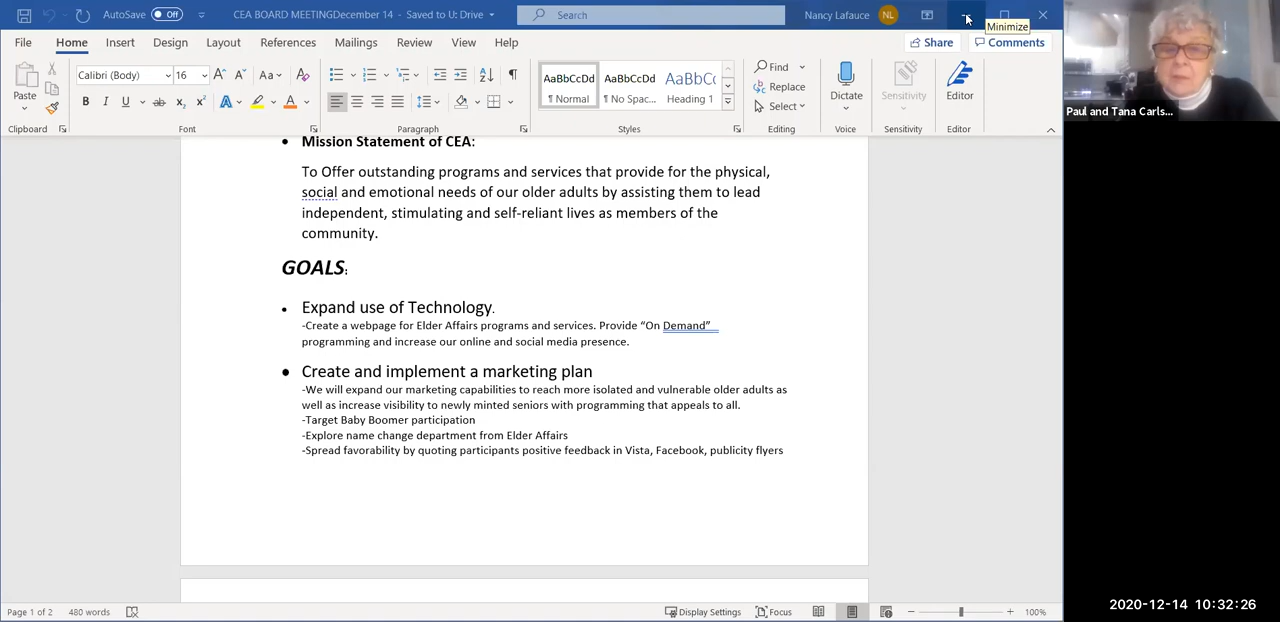 AutoSave Off CEA BOARD MEETINGDecember 14 - Saved to U: Drive Search Nancy Lafauce NL
Minimize
File Home Insert Design Layout References Mailings Review View Help Share Comments
Paste Calibri (Body) 16 A A Aa A AaBbCcDd AaBbCcDd AaBbCc Find Dictate Sensitivity Editor
B I U ab x₂ x² A A ¶ Normal ¶ No Spac... Heading 1 Replace
Select
Clipboard Font Paragraph Styles Editing Voice Sensitivity Editor
Paul and Tana Carls...
• Mission Statement of CEA:
To Offer outstanding programs and services that provide for the physical,
social and emotional needs of our older adults by assisting them to lead
independent, stimulating and self-reliant lives as members of the
community.
GOALS:
• Expand use of Technology.
-Create a webpage for Elder Affairs programs and services. Provide “On Demand”
programming and increase our online and social media presence.
• Create and implement a marketing plan
-We will expand our marketing capabilities to reach more isolated and vulnerable older adults as
well as increase visibility to newly minted seniors with programming that appeals to all.
-Target Baby Boomer participation
-Explore name change department from Elder Affairs
-Spread favorability by quoting participants positive feedback in Vista, Facebook, publicity flyers
Page 1 of 2 480 words Display Settings Focus 100%
2020-12-14 10:32:26